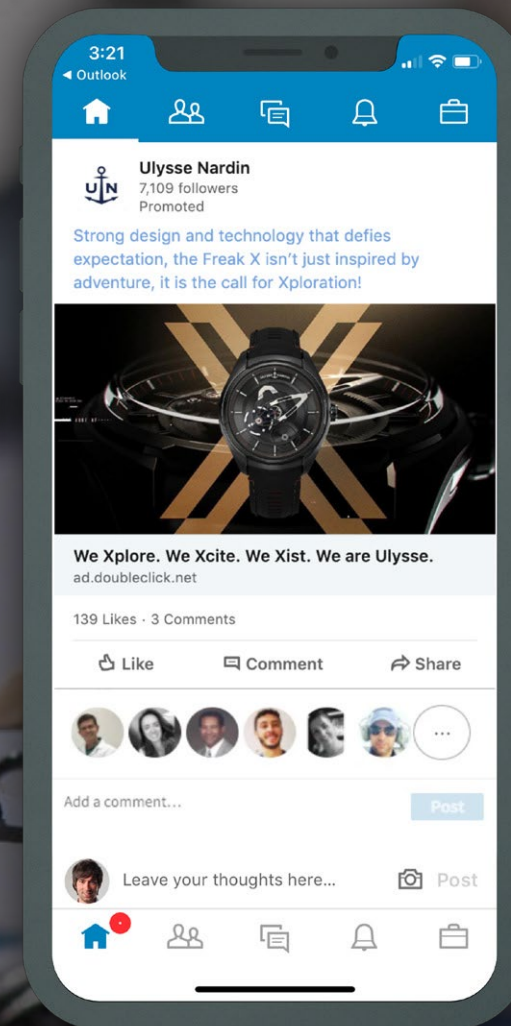 3:21
◀ Outlook
UN
Ulysse Nardin
7,109 followers
Promoted
Strong design and technology that defies
expectation, the Freak X isn't just inspired by
adventure, it is the call for Xploration!
We Xplore. We Xcite. We Xist. We are Ulysse.
ad.doubleclick.net
139 Likes · 3 Comments
Like Comment Share
Add a comment... Post
Leave your thoughts here... Post